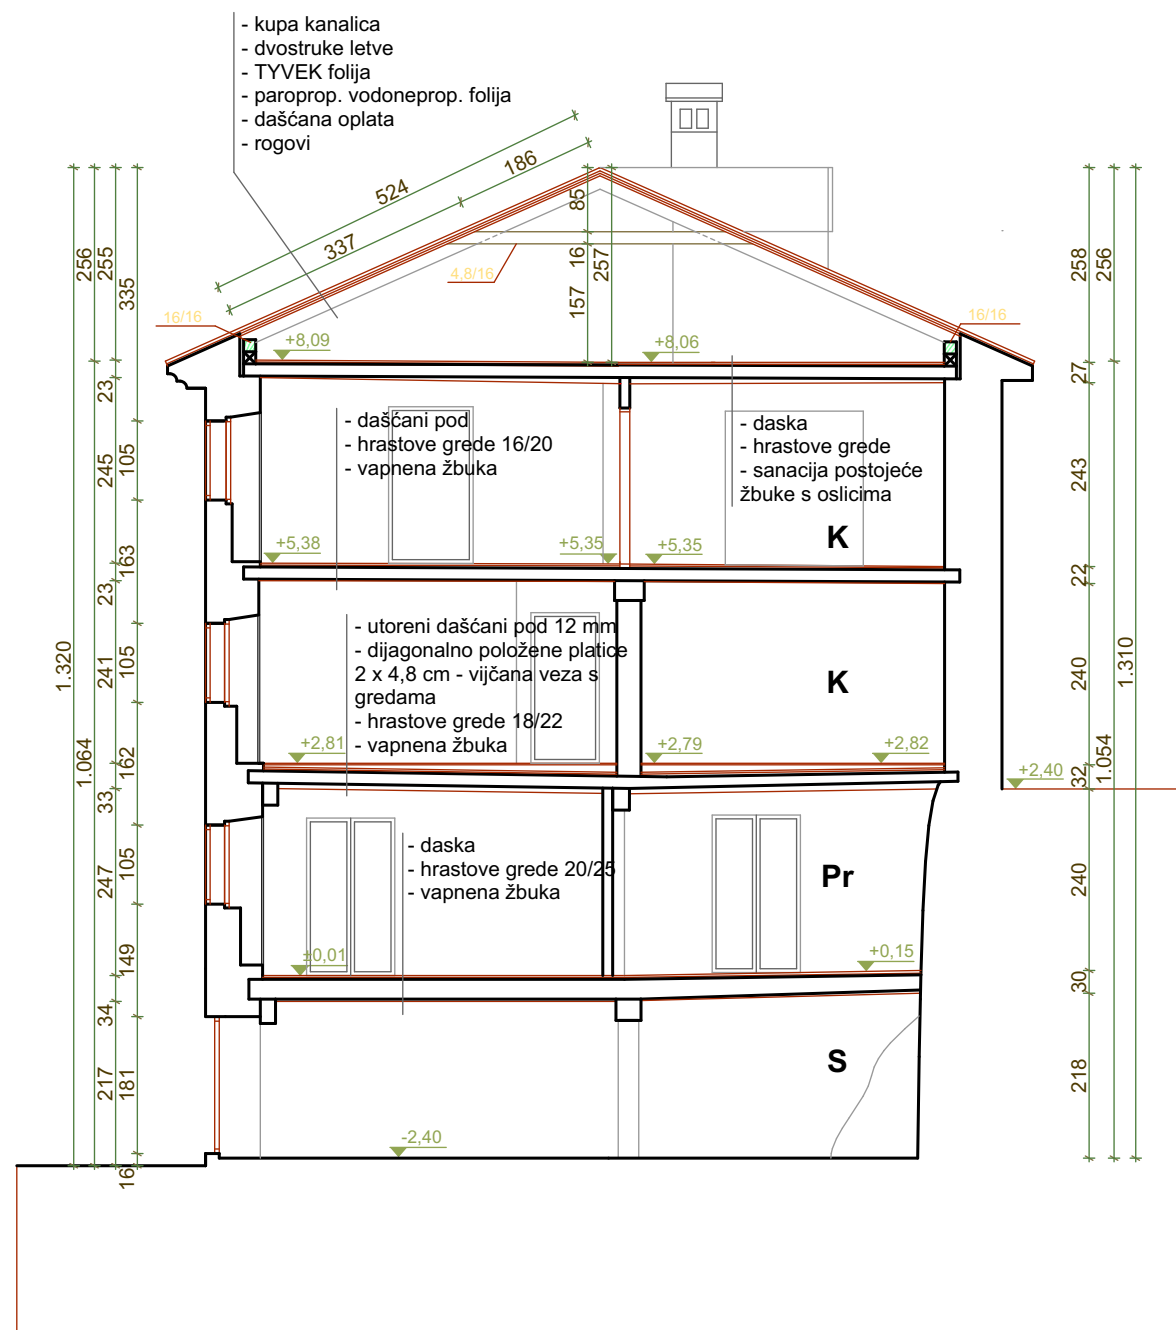 - kupa kanalica
- dvostruke letve
- TYVEK folija
- paroprop. vodoneprop. folija
- dašćana oplata
- rogovi
524
186
337
85
16
257
157
4,8/16
16/16
16/16
+8,09
+8,06
256
255
335
258
256
23
27
- dašćani pod
- hrastove grede 16/20
- vapnena žbuka
- daska
- hrastove grede
- sanacija postojeće
žbuke s oslicima
245
105
243
K
+5,38
+5,35
+5,35
163
23
22
- utoreni dašćani pod 12 mm
- dijagonalno položene platice
2 x 4,8 cm - vijčana veza s
gredama
- hrastove grede 18/22
- vapnena žbuka
1.320
241
105
240
1.310
K
+2,81
+2,79
+2,82
1.064
162
1.054
+2,40
33
32
- daska
- hrastove grede 20/25
- vapnena žbuka
247
105
240
Pr
±0,01
+0,15
149
30
34
S
217
181
218
-2,40
16